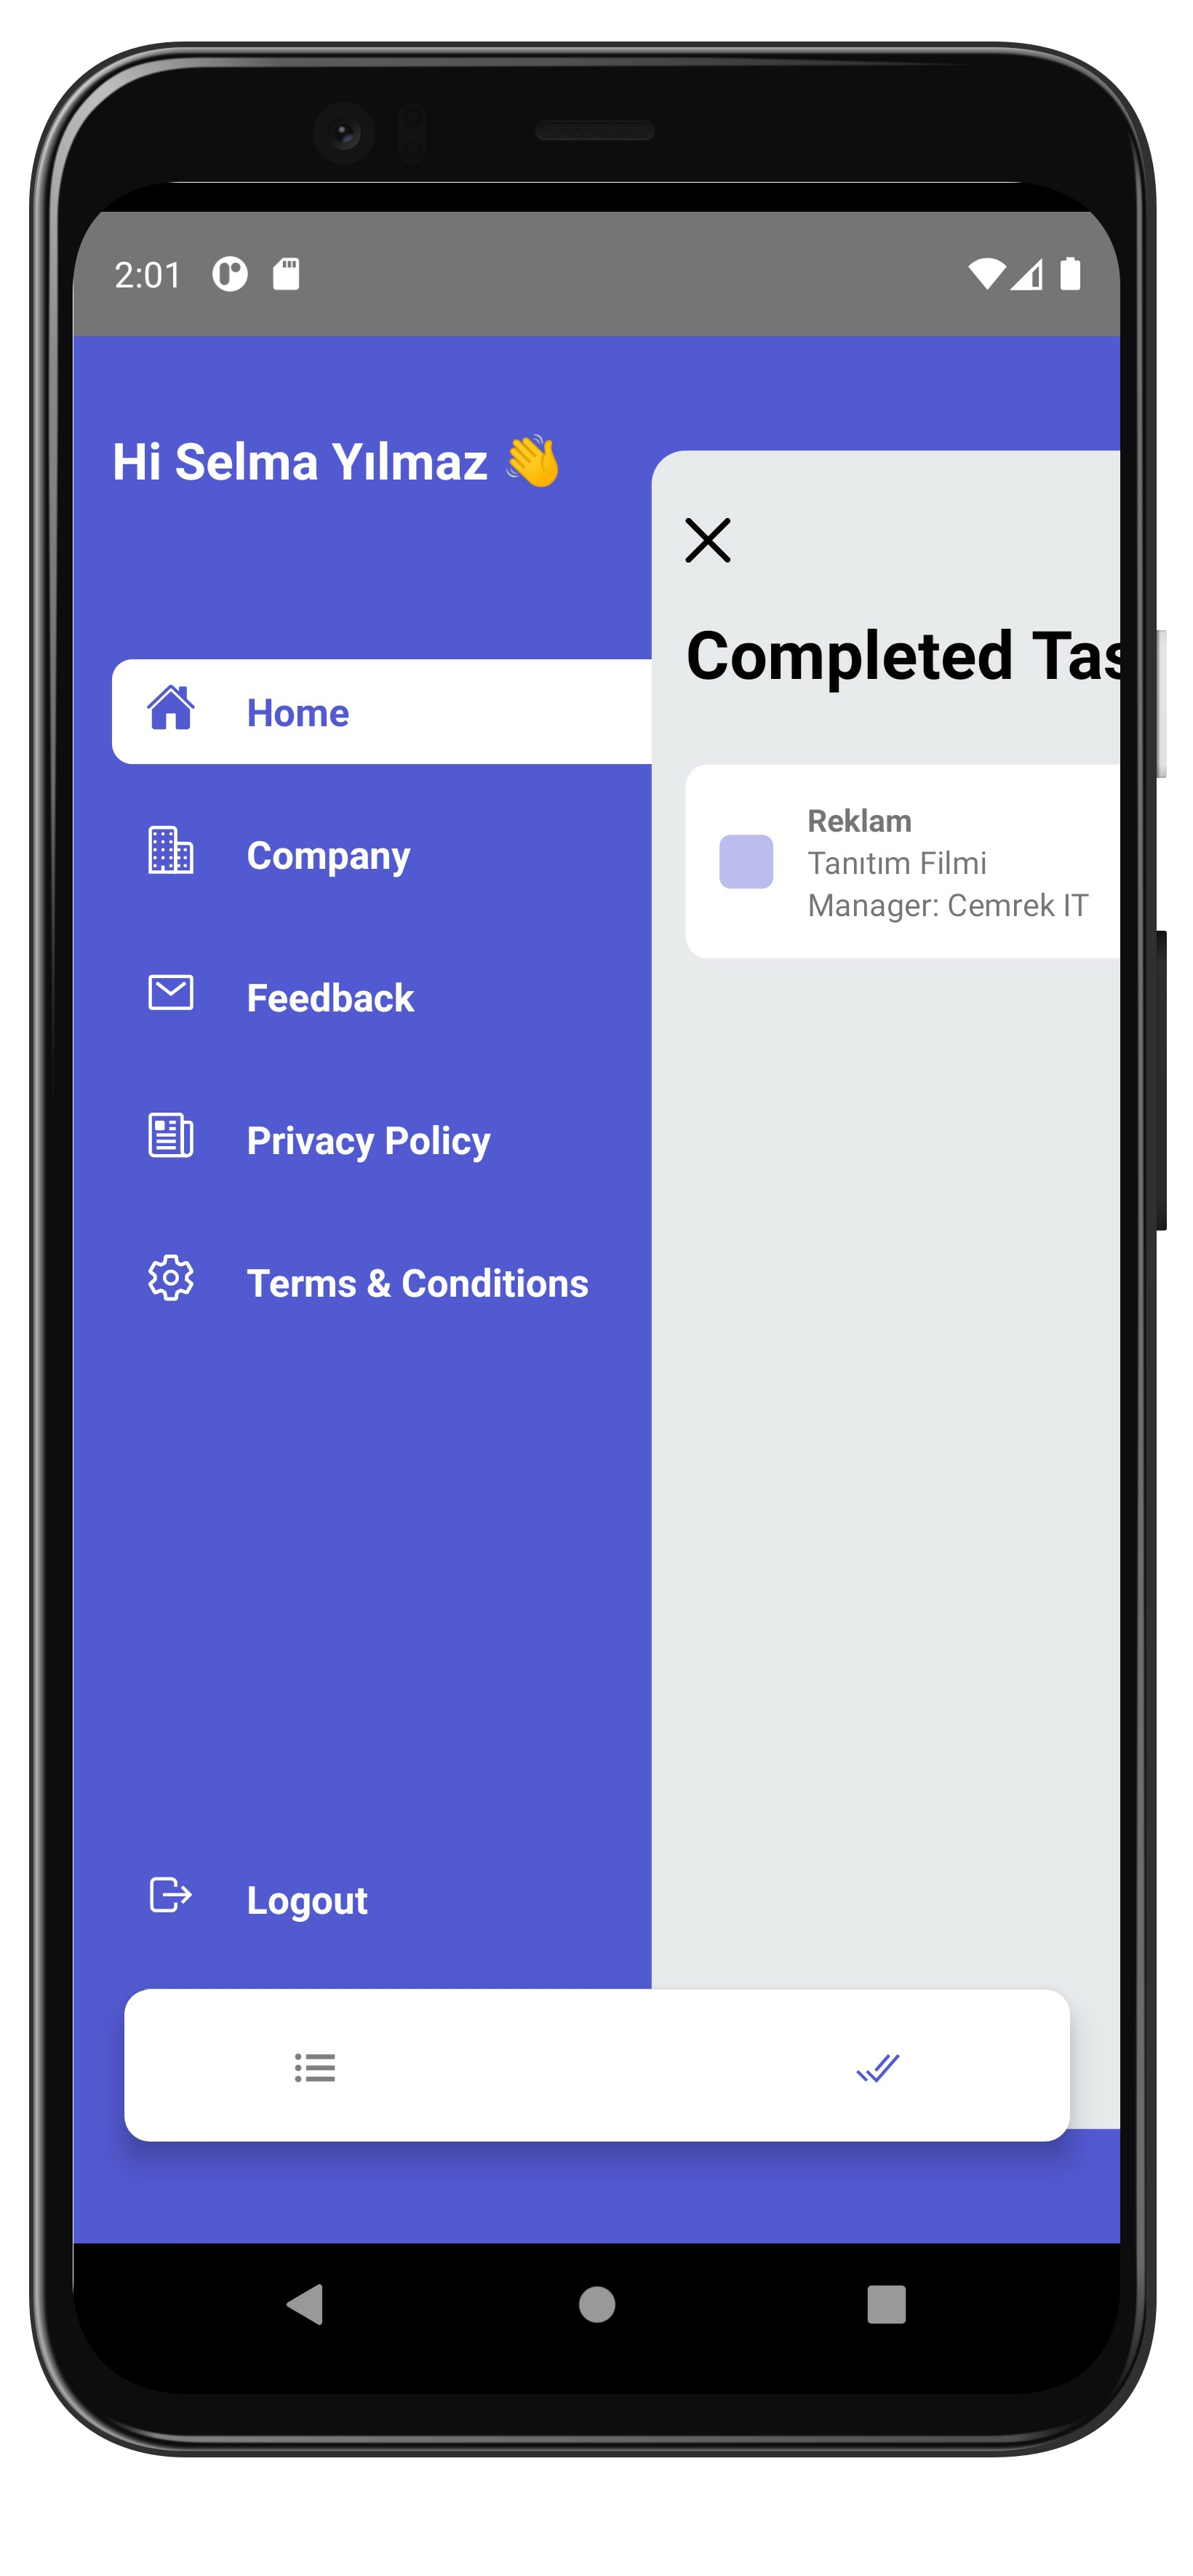 2:01
Hi Selma Yılmaz 👋
Home
Company
Feedback
Privacy Policy
Terms & Conditions
Logout
Completed Tas
Reklam
Tanıtım Filmi
Manager: Cemrek IT